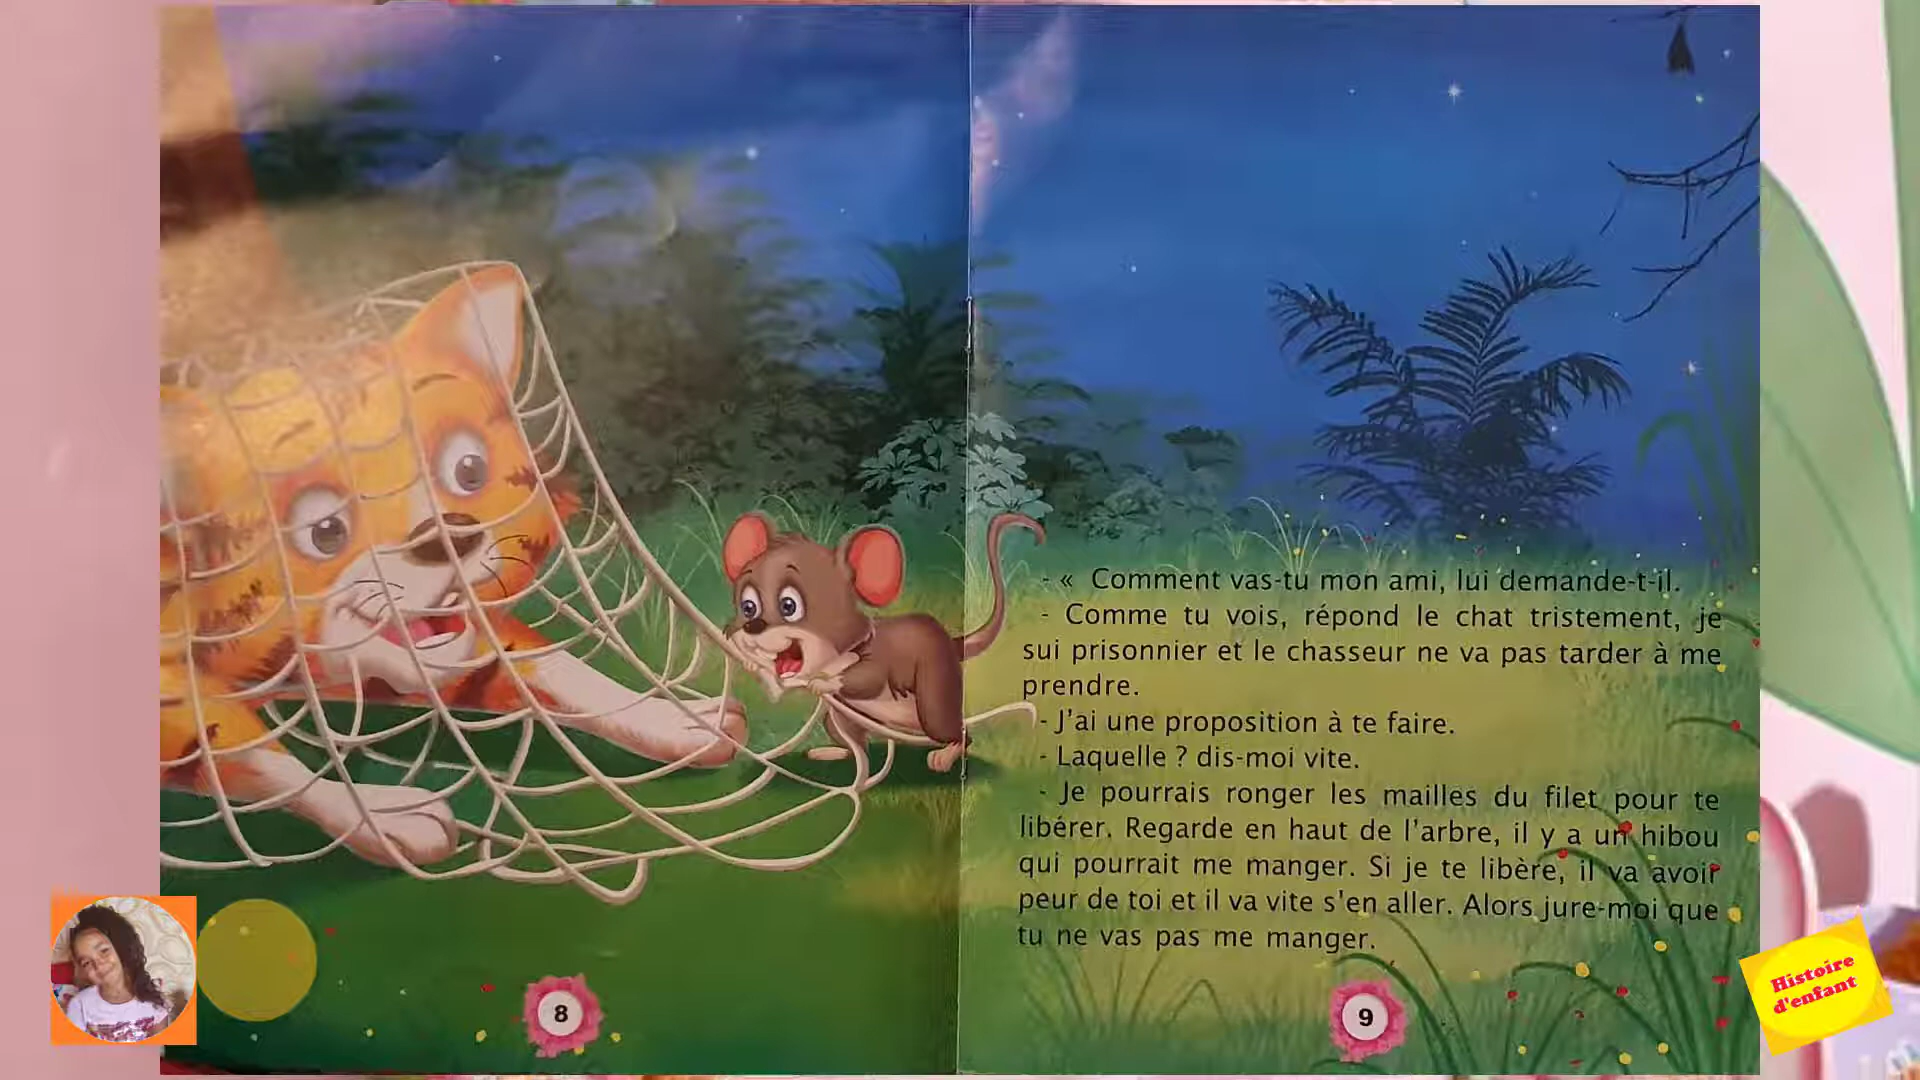 - « Comment vas-tu mon ami, lui demande-t-il.
- Comme tu vois, répond le chat tristement, je
sui prisonnier et le chasseur ne va pas tarder à me
prendre.
- J'ai une proposition à te faire.
- Laquelle ? dis-moi vite.
- Je pourrais ronger les mailles du filet pour te
libérer. Regarde en haut de l'arbre, il y a un hibou
qui pourrait me manger. Si je te libère, il va avoir
peur de toi et il va vite s'en aller. Alors jure-moi que
tu ne vas pas me manger.
8
9
Histoire
d'enfant